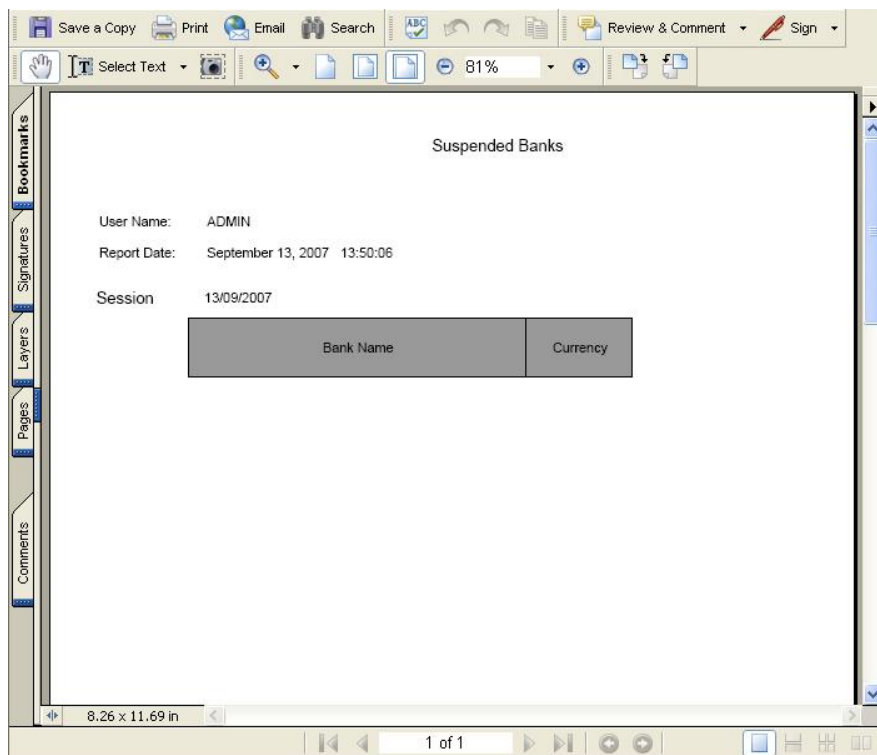 Save a Copy Print Email Search Review & Comment Sign
Select Text 81%
Bookmarks
Signatures
Layers
Pages
Comments
Suspended Banks
User Name: ADMIN
Report Date: September 13, 2007 13:50:06
Session 13/09/2007
Bank Name Currency
8.26 x 11.69 in
1 of 1